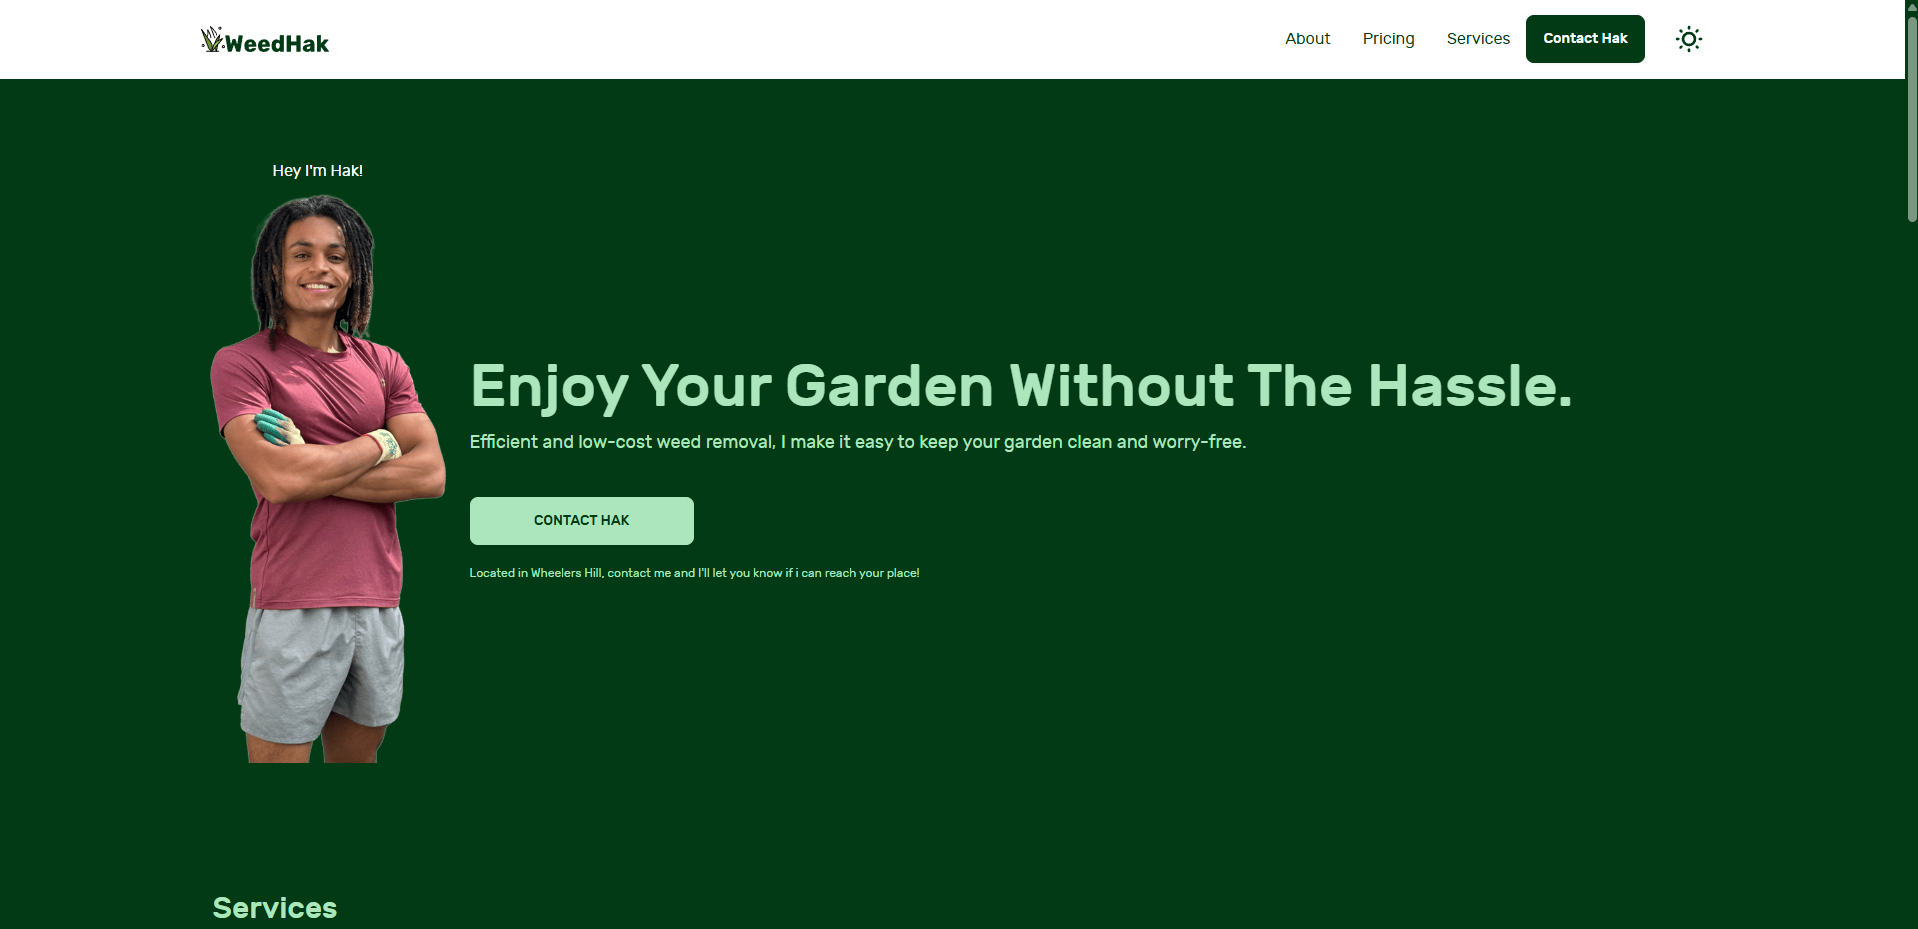 WeedHak
About
Pricing
Services
Contact Hak
Hey I'm Hak!
Enjoy Your Garden Without The Hassle.
Efficient and low-cost weed removal, I make it easy to keep your garden clean and worry-free.
CONTACT HAK
Located in Wheelers Hill, contact me and I'll let you know if i can reach your place!
Services